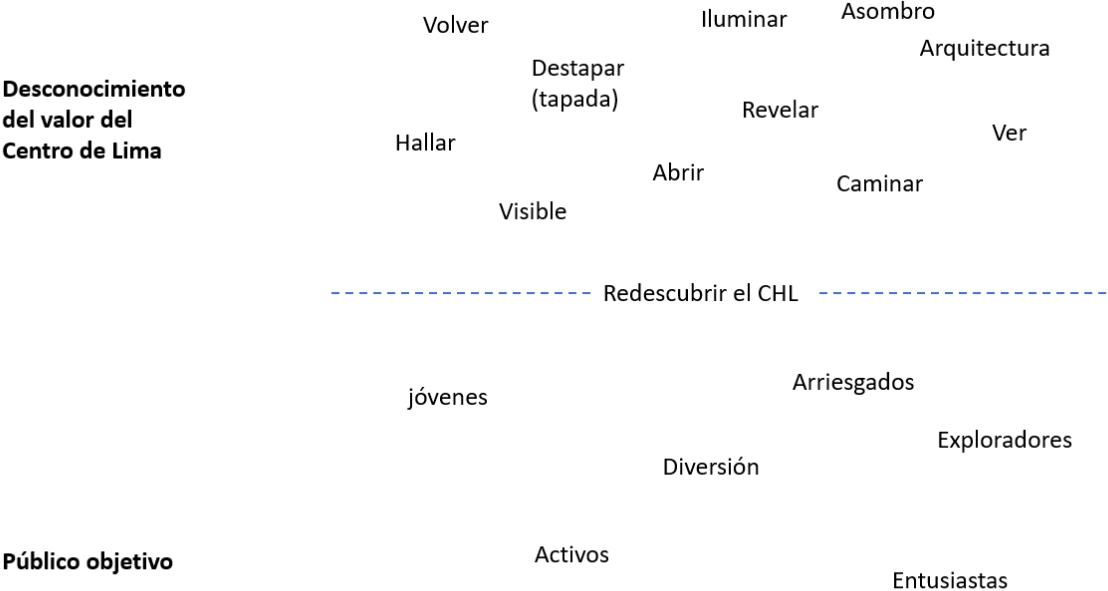 Volver
Iluminar
Asombro
Arquitectura
Destapar
(tapada)
Desconocimiento
del valor del
Centro de Lima
Revelar
Ver
Hallar
Abrir
Caminar
Visible
Redescubrir el CHL
Arriesgados
jóvenes
Exploradores
Diversión
Público objetivo
Activos
Entusiastas